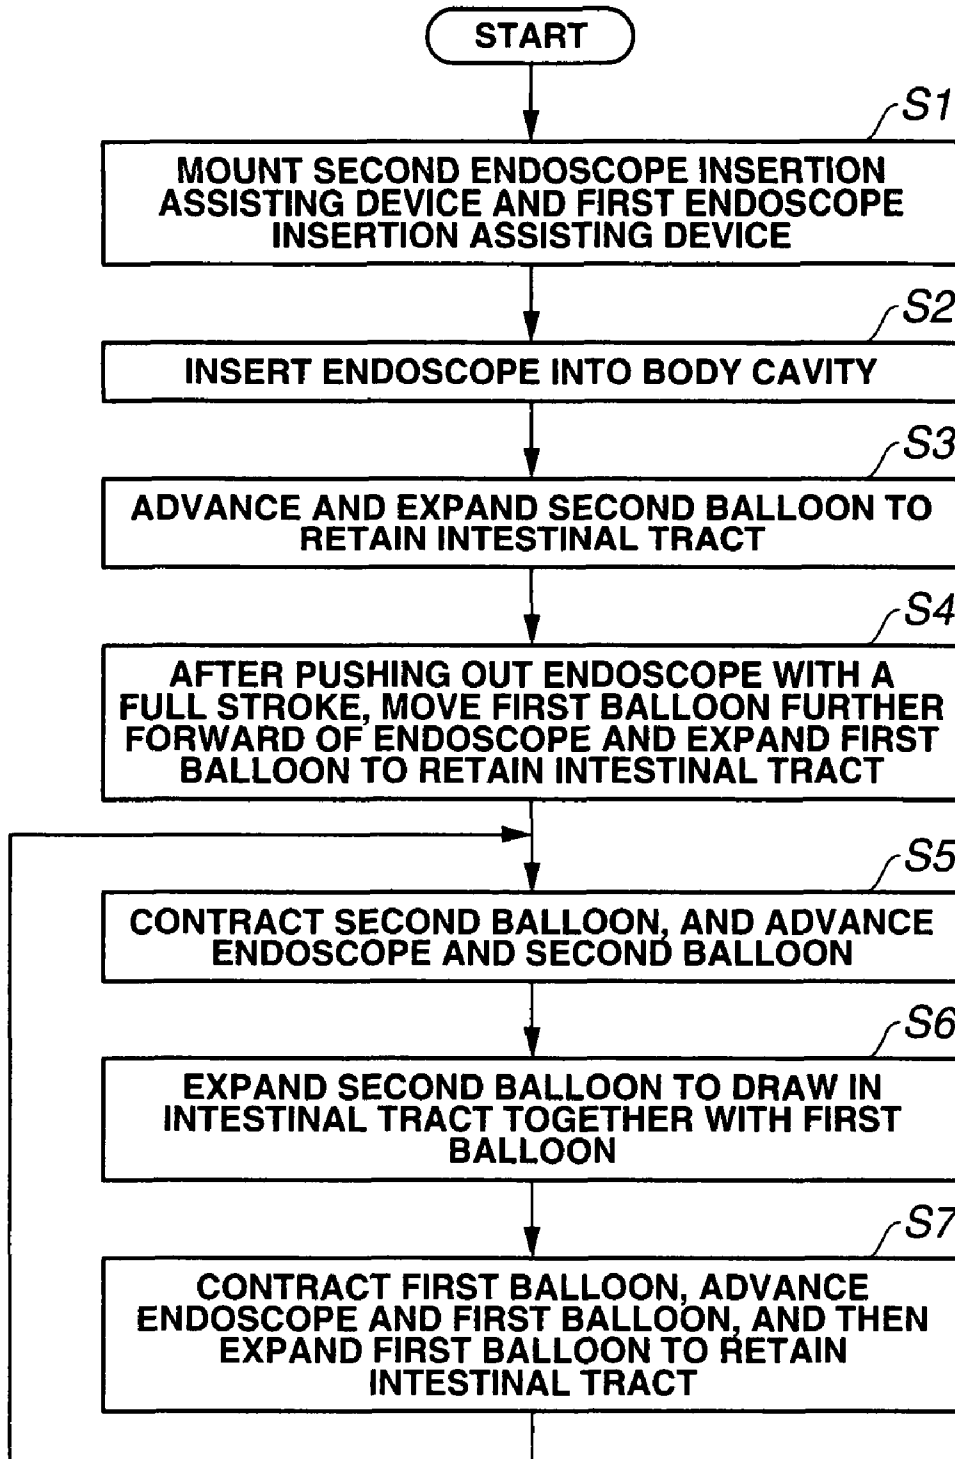 START
S1
MOUNT SECOND ENDOSCOPE INSERTION
ASSISTING DEVICE AND FIRST ENDOSCOPE
INSERTION ASSISTING DEVICE
S2
INSERT ENDOSCOPE INTO BODY CAVITY
S3
ADVANCE AND EXPAND SECOND BALLOON TO
RETAIN INTESTINAL TRACT
S4
AFTER PUSHING OUT ENDOSCOPE WITH A
FULL STROKE, MOVE FIRST BALLOON FURTHER
FORWARD OF ENDOSCOPE AND EXPAND FIRST
BALLOON TO RETAIN INTESTINAL TRACT
S5
CONTRACT SECOND BALLOON, AND ADVANCE
ENDOSCOPE AND SECOND BALLOON
S6
EXPAND SECOND BALLOON TO DRAW IN
INTESTINAL TRACT TOGETHER WITH FIRST
BALLOON
S7
CONTRACT FIRST BALLOON, ADVANCE
ENDOSCOPE AND FIRST BALLOON, AND THEN
EXPAND FIRST BALLOON TO RETAIN
INTESTINAL TRACT